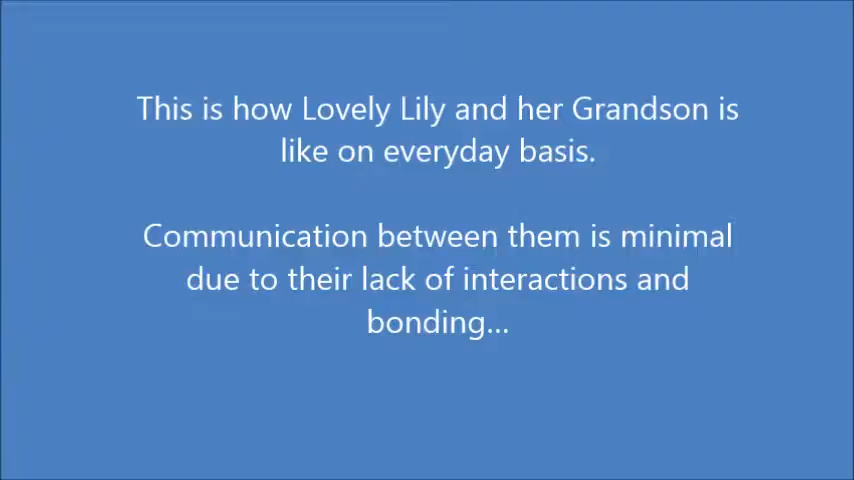 This is how Lovely Lily and her Grandson is
like on everyday basis.
Communication between them is minimal
due to their lack of interactions and
bonding...